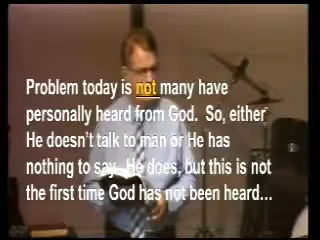 Problem today is not many have
personally heard from God. So, either
He doesn't talk to man or He has
nothing to say. He does, but this is not
the first time God has not been heard...